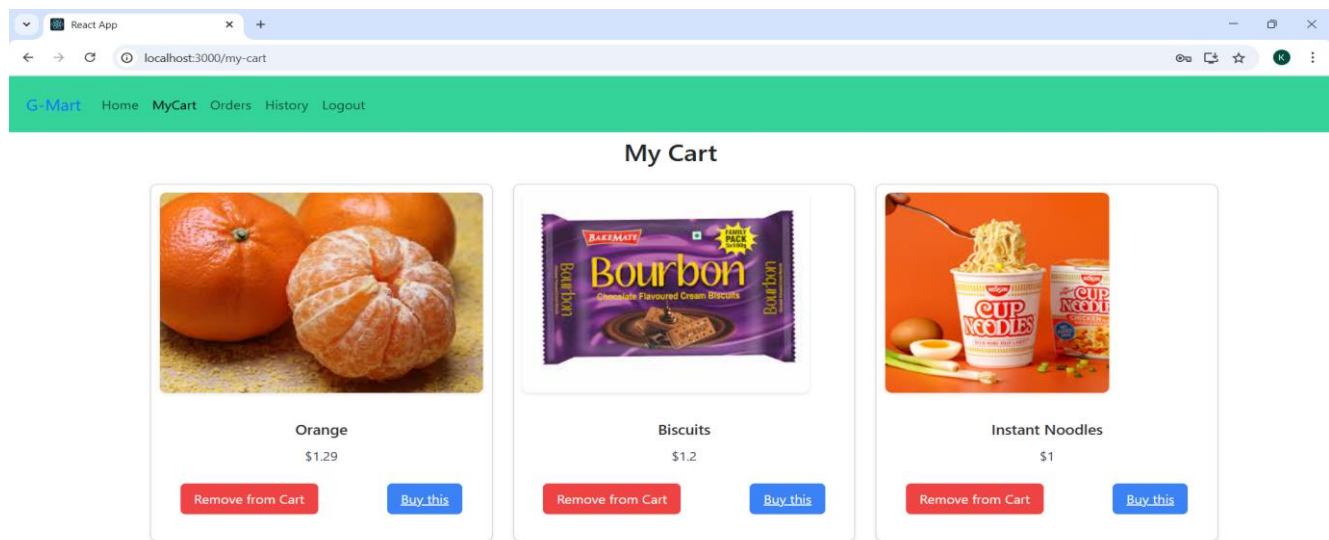 React App
localhost:3000/my-cart
K
G-Mart Home MyCart Orders History Logout
My Cart
BAKEMATE
FAMILY
PACK
Bourbon
Bourbon
Bourbon
Chocolate Flavoured Cream Biscuits
NISSIN
CUP
NOODLES
CUP
CHICKEN
Orange
Biscuits
Instant Noodles
$1.29
$1.2
$1
Remove from Cart Buy this
Remove from Cart Buy this
Remove from Cart Buy this